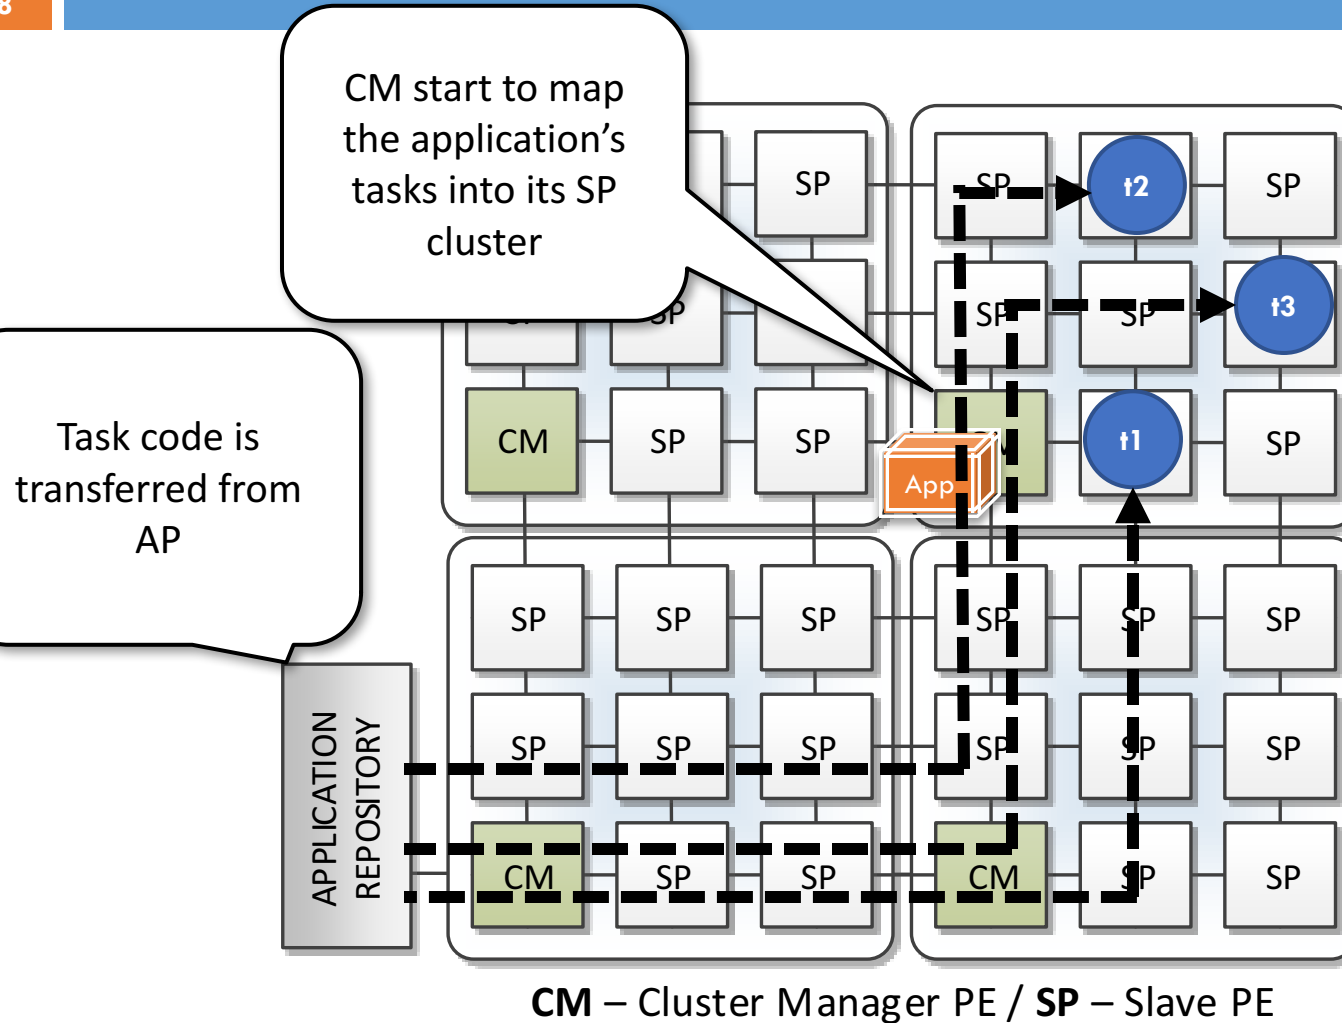 8
CM start to map
the application's
tasks into its SP
cluster
Task code is
transferred from
AP
SP
SP
t2
SP
SP
SP
SP
t3
CM
SP
SP
App
t1
SP
SP
SP
SP
SP
SP
SP
SP
SP
SP
SP
SP
SP
CM
SP
SP
CM
SP
SP
APPLICATION
REPOSITORY
CM – Cluster Manager PE / SP – Slave PE